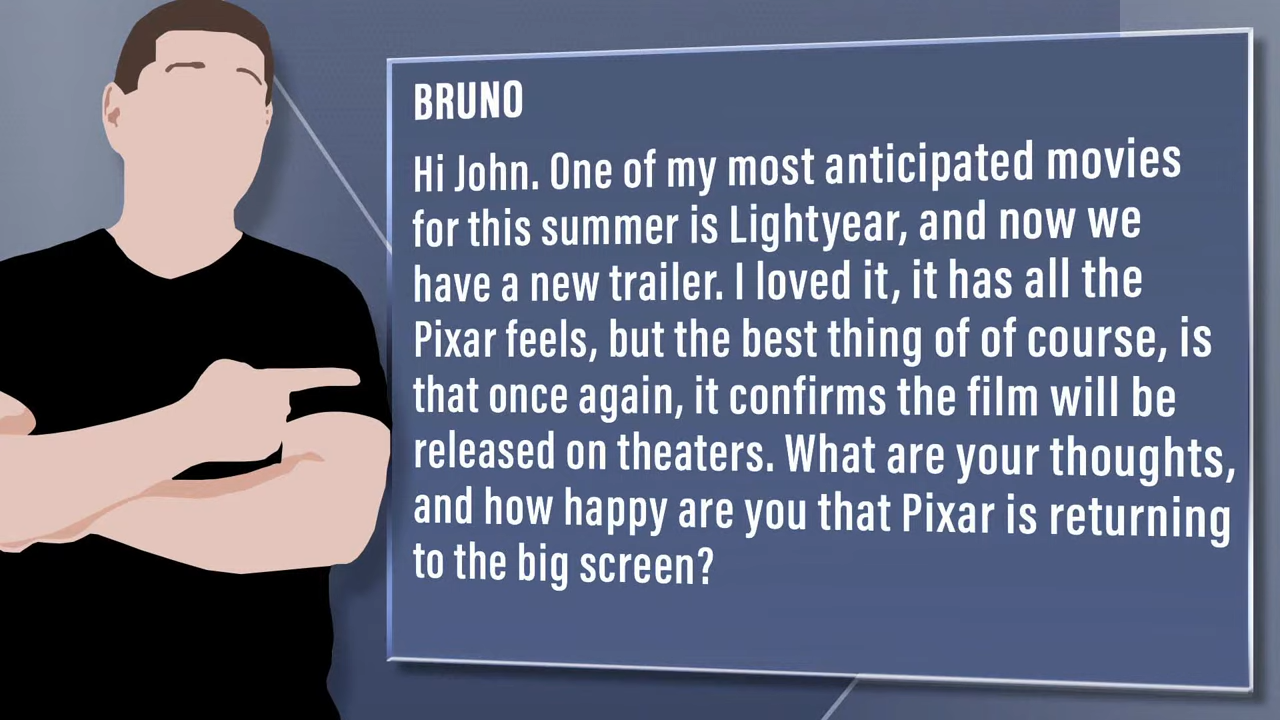 BRUNO
Hi John. One of my most anticipated movies
for this summer is Lightyear, and now we
have a new trailer. I loved it, it has all the
Pixar feels, but the best thing of of course, is
that once again, it confirms the film will be
released on theaters. What are your thoughts,
and how happy are you that Pixar is returning
to the big screen?